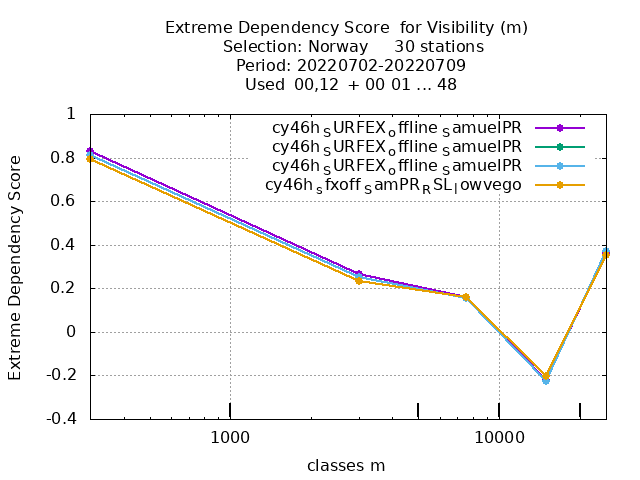 Extreme Dependency Score  for Visibility (m)
Selection: Norway     30 stations
Period: 20220702-20220709
Used  00,12  + 00 01 ... 48
cy46h_SURFEX_offline_SamuelPR
cy46h_SURFEX_offline_SamuelPR
cy46h_SURFEX_offline_SamuelPR
cy46h_sfxoff_SamPR_RSL_lowvego
Extreme Dependency Score
1
0.8
0.6
0.4
0.2
0
-0.2
-0.4
1000 10000
classes m